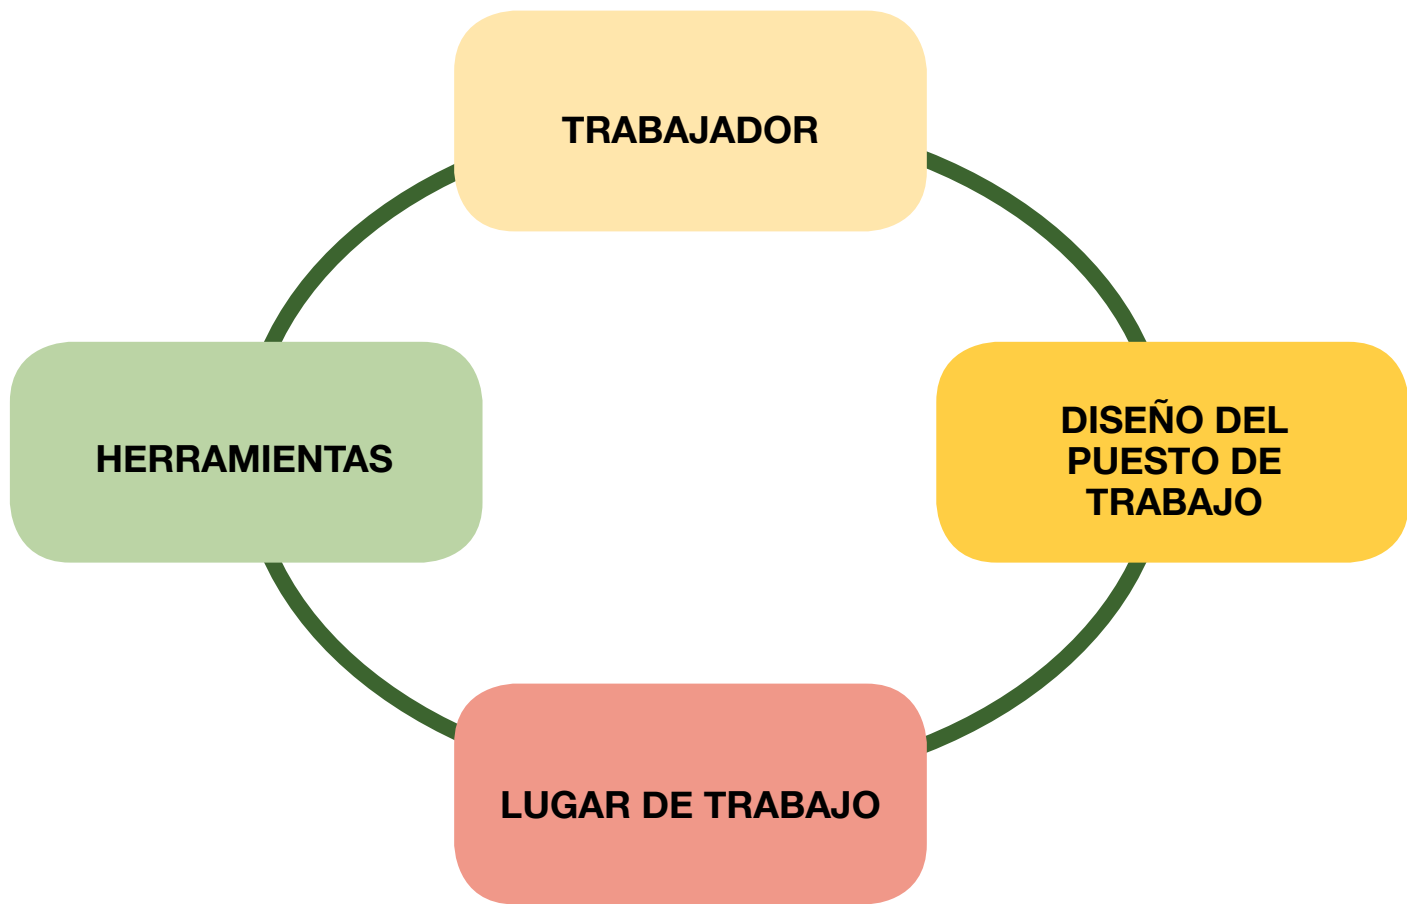 TRABAJADOR
HERRAMIENTAS
DISEÑO DEL
PUESTO DE
TRABAJO
LUGAR DE TRABAJO